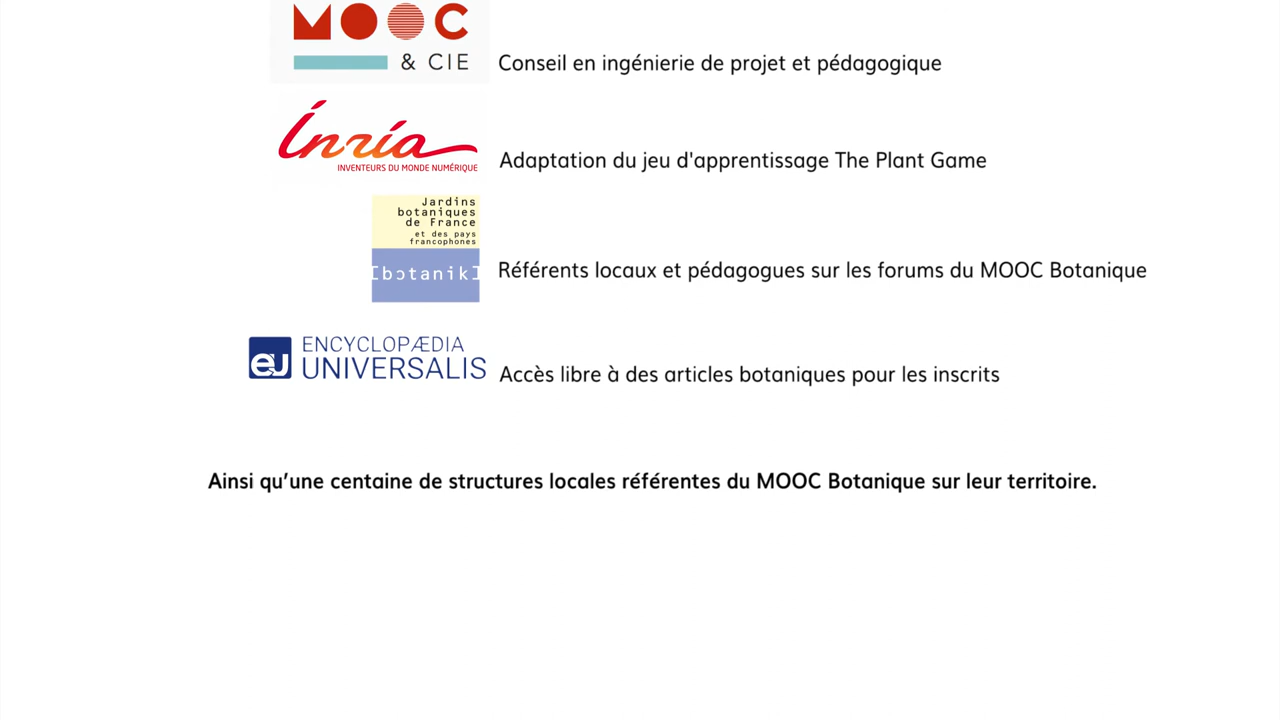 MOOC
& CIE
Conseil en ingénierie de projet et pédagogique
Inría
INVENTEURS DU MONDE NUMÉRIQUE
Adaptation du jeu d'apprentissage The Plant Game
Jardins
botaniques
de France
et des pays
francophones
[bɔtanik]
Référents locaux et pédagogues sur les forums du MOOC Botanique
eu
ENCYCLOPÆDIA
UNIVERSALIS
Accès libre à des articles botaniques pour les inscrits
Ainsi qu’une centaine de structures locales référentes du MOOC Botanique sur leur territoire.